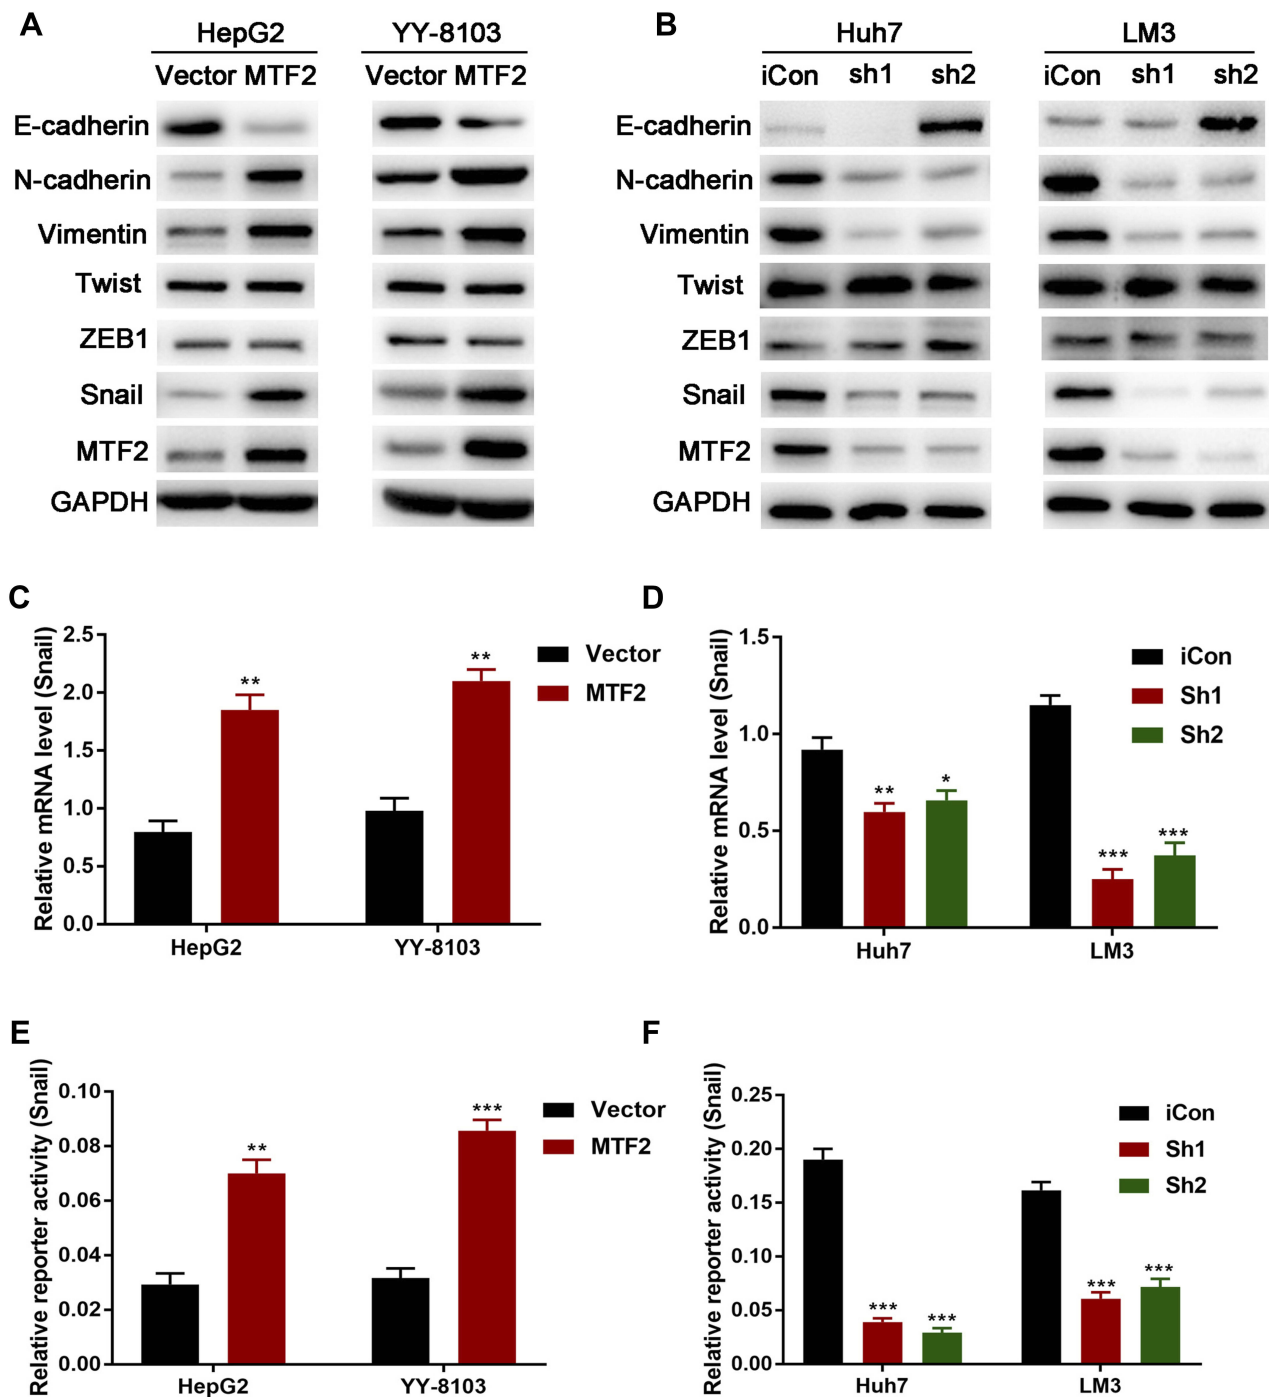 A
HepG2 YY-8103
Vector MTF2 Vector MTF2
E-cadherin
N-cadherin
Vimentin
Twist
ZEB1
Snail
MTF2
GAPDH
B
Huh7 LM3
iCon sh1 sh2 iCon sh1 sh2
E-cadherin
N-cadherin
Vimentin
Twist
ZEB1
Snail
MTF2
GAPDH
C
Relative mRNA level (Snail)
2.5
2.0
1.5
1.0
0.5
0.0
** **
Vector
MTF2
HepG2 YY-8103
D
Relative mRNA level (Snail)
1.5
1.0
0.5
0.0
** * *** ***
iCon
Sh1
Sh2
Huh7 LM3
E
Relative reporter activity (Snail)
0.10
0.08
0.06
0.04
0.02
0.00
** ***
Vector
MTF2
HepG2 YY-8103
F
Relative reporter activity (Snail)
0.25
0.20
0.15
0.10
0.05
0.00
*** *** *** ***
iCon
Sh1
Sh2
Huh7 LM3